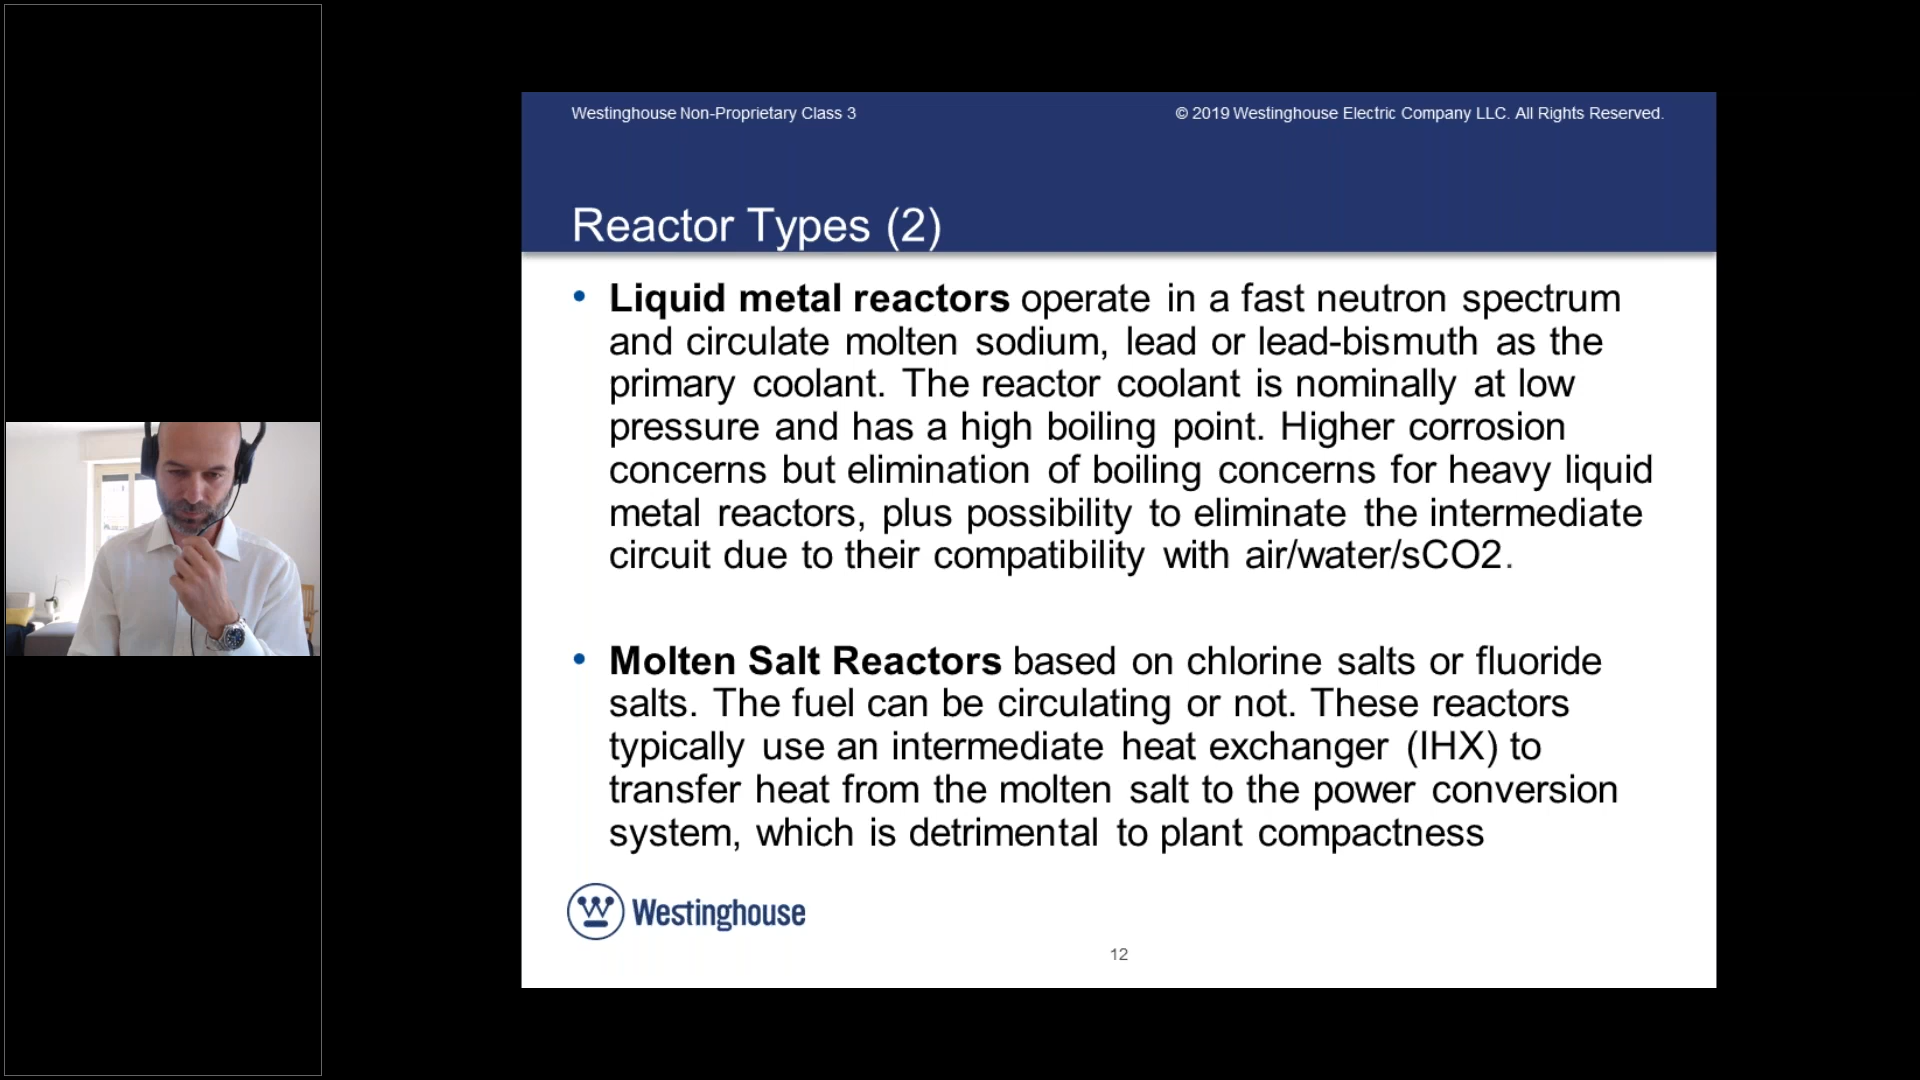 Westinghouse Non-Proprietary Class 3
© 2019 Westinghouse Electric Company LLC. All Rights Reserved.
Reactor Types (2)
• Liquid metal reactors operate in a fast neutron spectrum
and circulate molten sodium, lead or lead-bismuth as the
primary coolant. The reactor coolant is nominally at low
pressure and has a high boiling point. Higher corrosion
concerns but elimination of boiling concerns for heavy liquid
metal reactors, plus possibility to eliminate the intermediate
circuit due to their compatibility with air/water/sCO2.
• Molten Salt Reactors based on chlorine salts or fluoride
salts. The fuel can be circulating or not. These reactors
typically use an intermediate heat exchanger (IHX) to
transfer heat from the molten salt to the power conversion
system, which is detrimental to plant compactness
Westinghouse
12